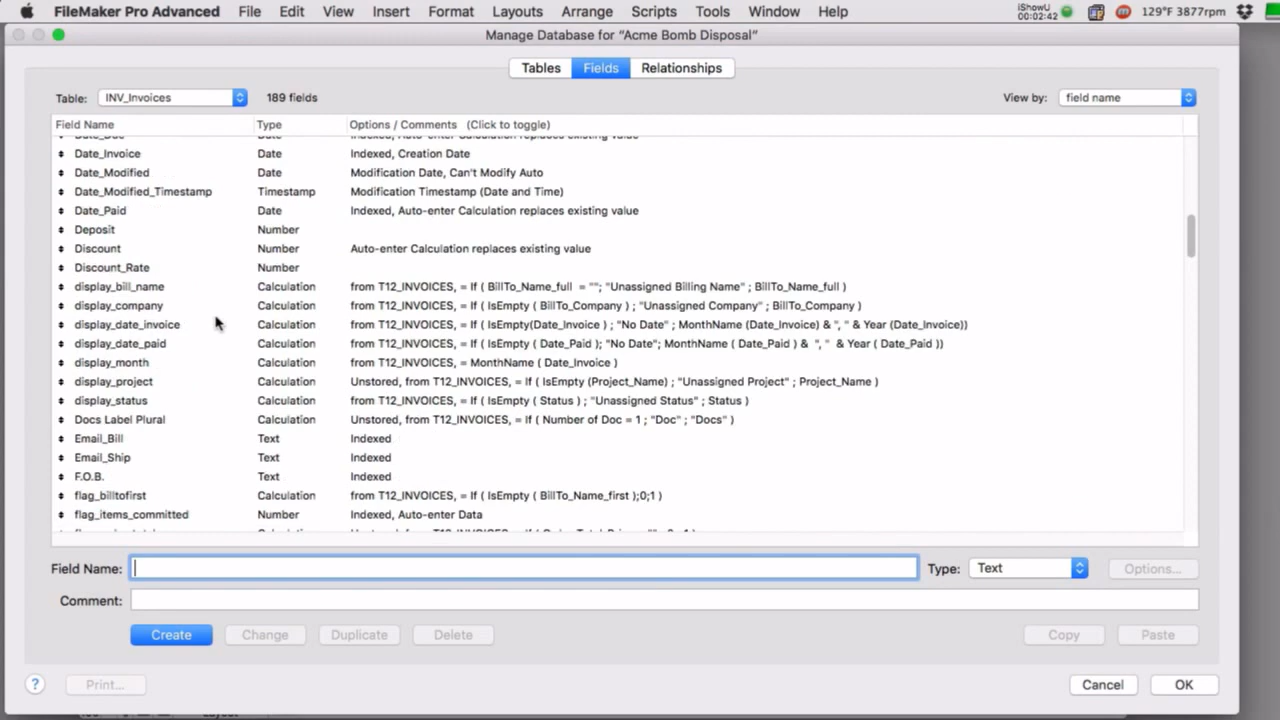 FileMaker Pro Advanced File Edit View Insert Format Layouts Arrange Scripts Tools Window Help iShowU 00:02:42 129°F 3877rpm
Manage Database for “Acme Bomb Disposal”
Tables Fields Relationships
Table: INV_Invoices 189 fields View by: field name
Field Name Type Options / Comments (Click to toggle)
Date_Doc Date Indexed, Auto-enter Calculation replaces existing value
Date_Invoice Date Indexed, Creation Date
Date_Modified Date Modification Date, Can't Modify Auto
Date_Modified_Timestamp Timestamp Modification Timestamp (Date and Time)
Date_Paid Date Indexed, Auto-enter Calculation replaces existing value
Deposit Number
Discount Number Auto-enter Calculation replaces existing value
Discount_Rate Number
display_bill_name Calculation from T12_INVOICES, = If ( BillTo_Name_full = ""; "Unassigned Billing Name" ; BillTo_Name_full )
display_company Calculation from T12_INVOICES, = If ( IsEmpty ( BillTo_Company ) ; "Unassigned Company" ; BillTo_Company )
display_date_invoice Calculation from T12_INVOICES, = If ( IsEmpty(Date_Invoice ) ; "No Date" ; MonthName (Date_Invoice) & ", " & Year (Date_Invoice))
display_date_paid Calculation from T12_INVOICES, = If ( IsEmpty ( Date_Paid ); "No Date"; MonthName ( Date_Paid ) & ", " & Year ( Date_Paid ))
display_month Calculation from T12_INVOICES, = MonthName ( Date_Invoice )
display_project Calculation Unstored, from T12_INVOICES, = If ( IsEmpty (Project_Name) ; "Unassigned Project" ; Project_Name )
display_status Calculation from T12_INVOICES, = If ( IsEmpty ( Status ) ; "Unassigned Status" ; Status )
Docs Label Plural Calculation Unstored, from T12_INVOICES, = If ( Number of Doc = 1 ; "Doc" ; "Docs" )
Email_Bill Text Indexed
Email_Ship Text Indexed
F.O.B. Text Indexed
flag_billtofirst Calculation from T12_INVOICES, = If ( IsEmpty ( BillTo_Name_first );0;1 )
flag_items_committed Number Indexed, Auto-enter Data
Field Name: Type: Text Options...
Comment:
Create Change Duplicate Delete Copy Paste
? Print... Cancel OK